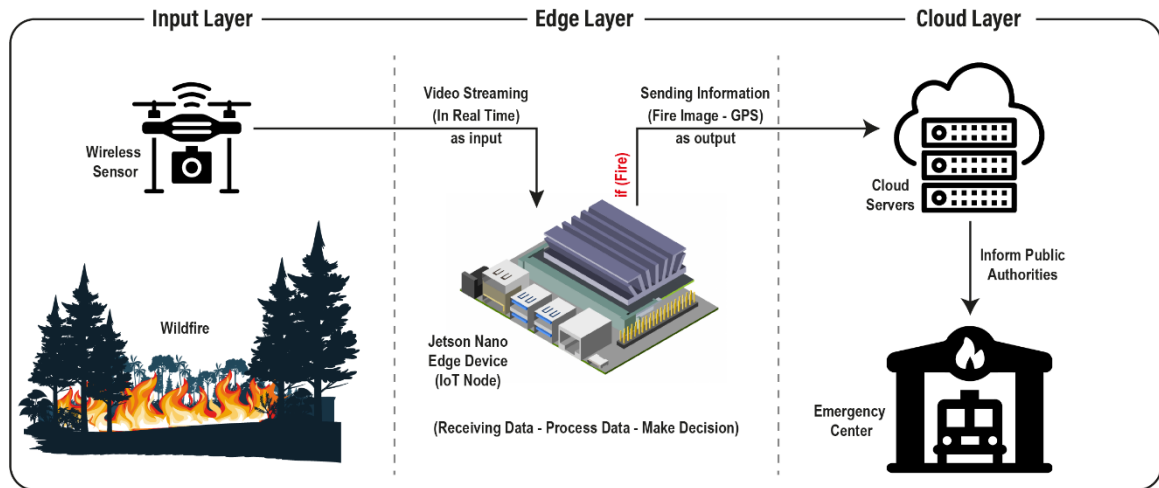 Input Layer
Edge Layer
Cloud Layer
Wireless
Sensor
Wildfire
Video Streaming
(In Real Time)
as input
Sending Information
(Fire Image - GPS)
as output
if (Fire)
Jetson Nano
Edge Device
(IoT Node)
(Receiving Data - Process Data - Make Decision)
Cloud
Servers
Inform Public
Authorities
Emergency
Center